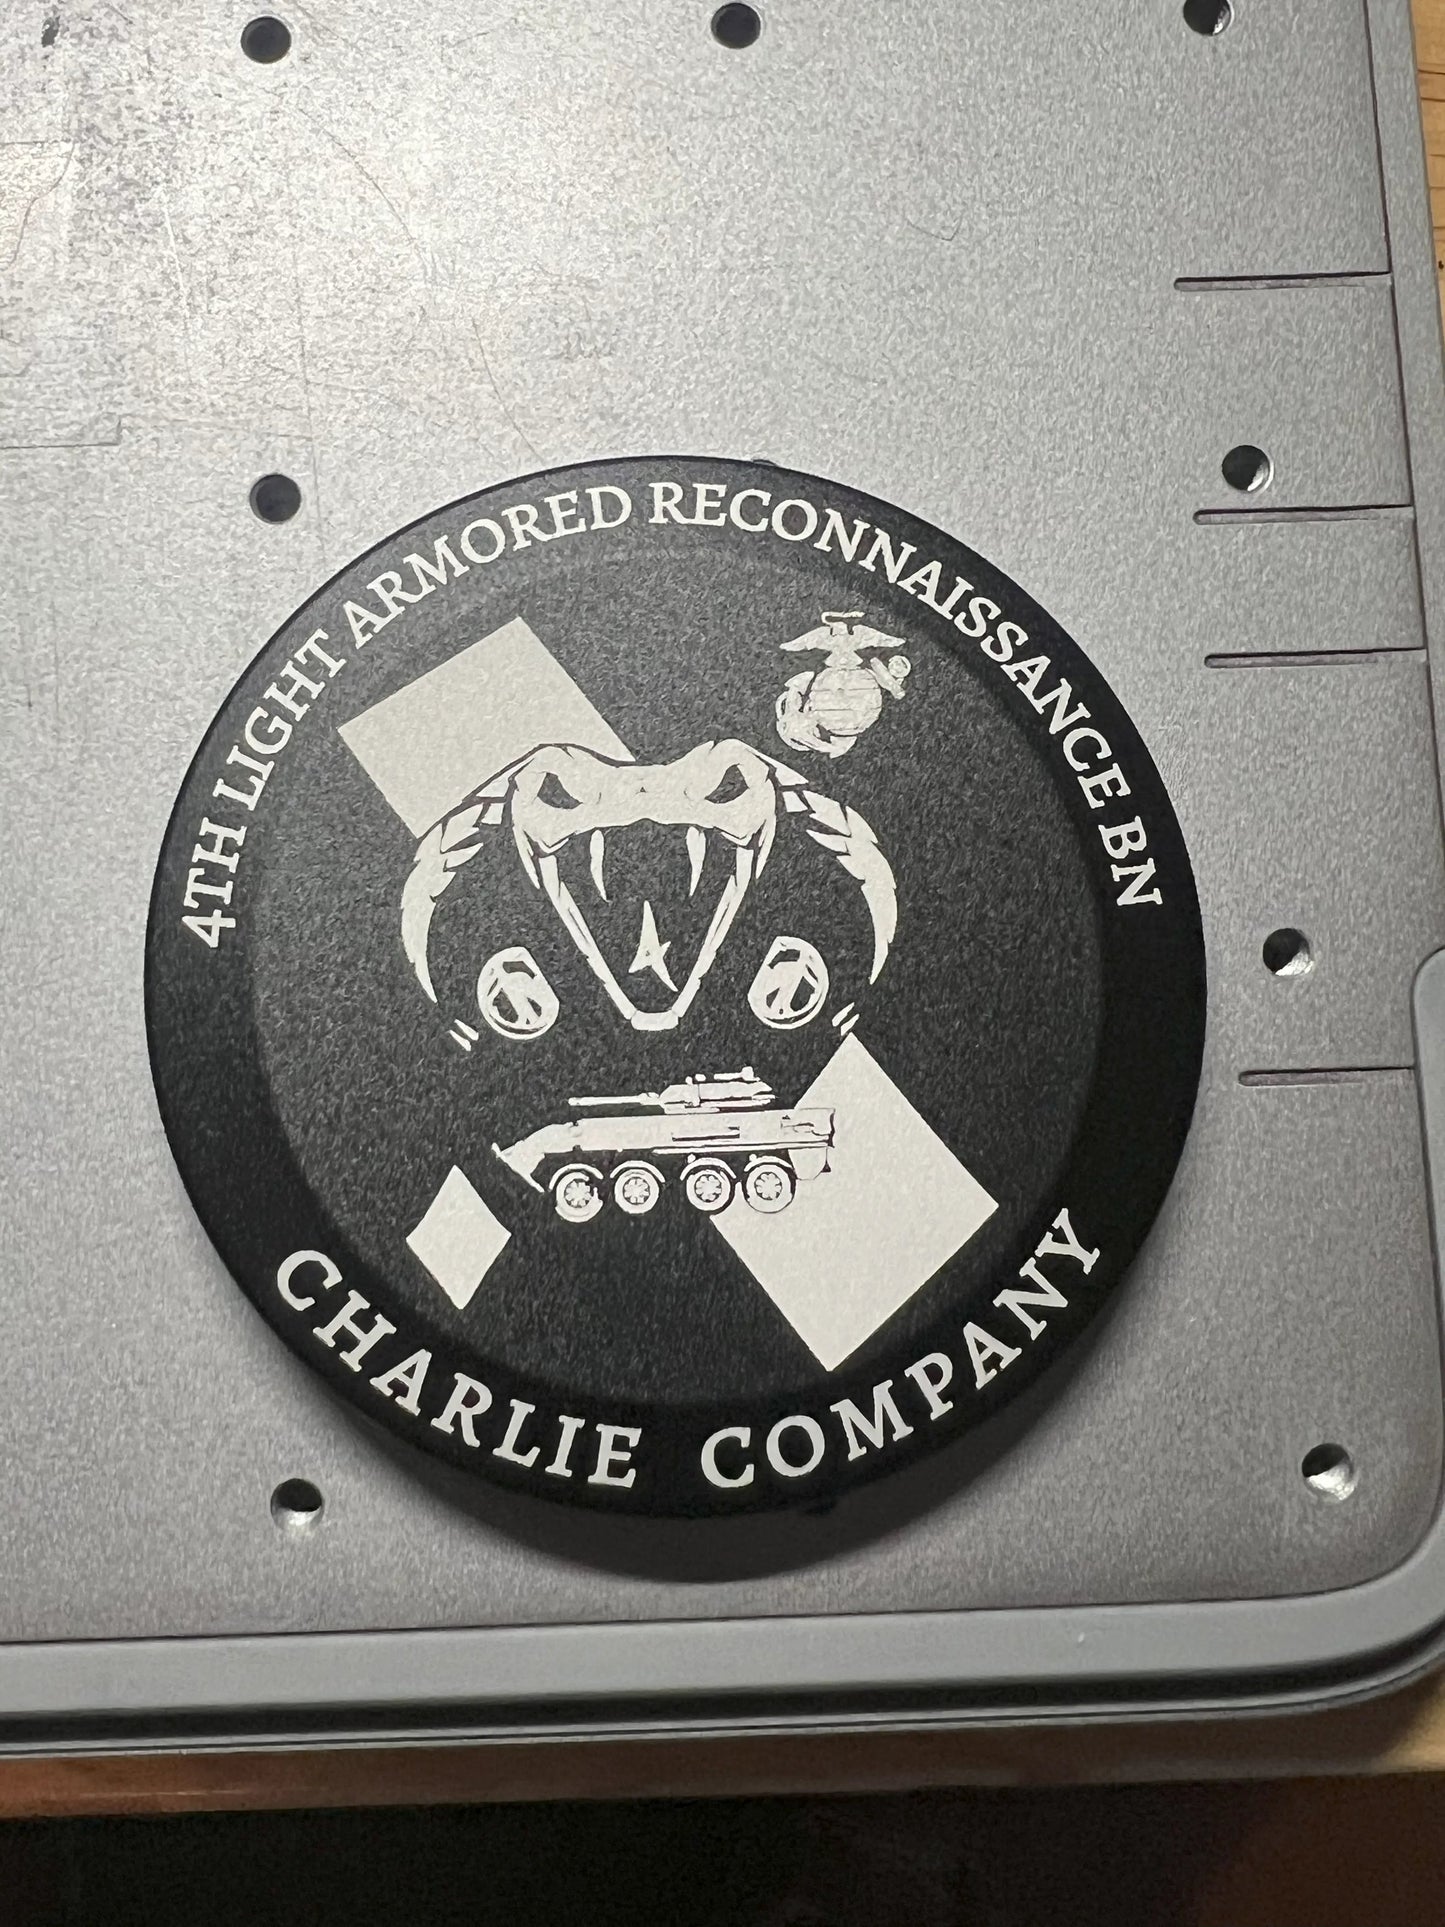 4TH LIGHT ARMORED RECONNAISSANCE BN
CHARLIE COMPANY